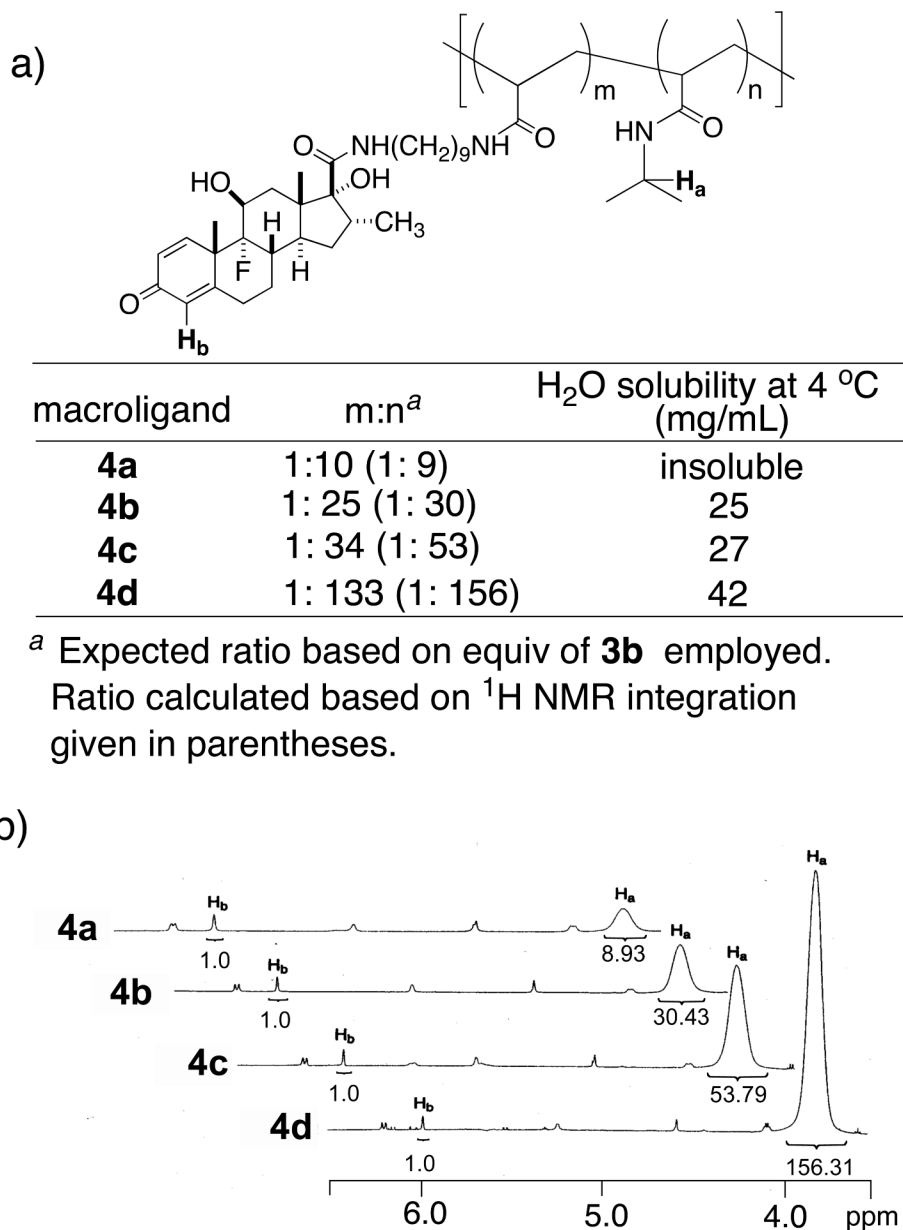 a)
m
n
HN
O
O
NH(CH2)9NH
O
Ha
HO
OH
H
CH3
F
H
O
Hb
macroligand
m:n^a
H2O solubility at 4 °C
(mg/mL)
4a 1:10 (1: 9) insoluble
4b 1: 25 (1: 30) 25
4c 1: 34 (1: 53) 27
4d 1: 133 (1: 156) 42
a Expected ratio based on equiv of 3b employed.
Ratio calculated based on 1H NMR integration
given in parentheses.
b)
Ha
4a Hb Ha
1.0 8.93
4b Hb Ha
1.0 30.43
4c Hb Ha
1.0 53.79
4d Hb
1.0 156.31
6.0 5.0 4.0 ppm